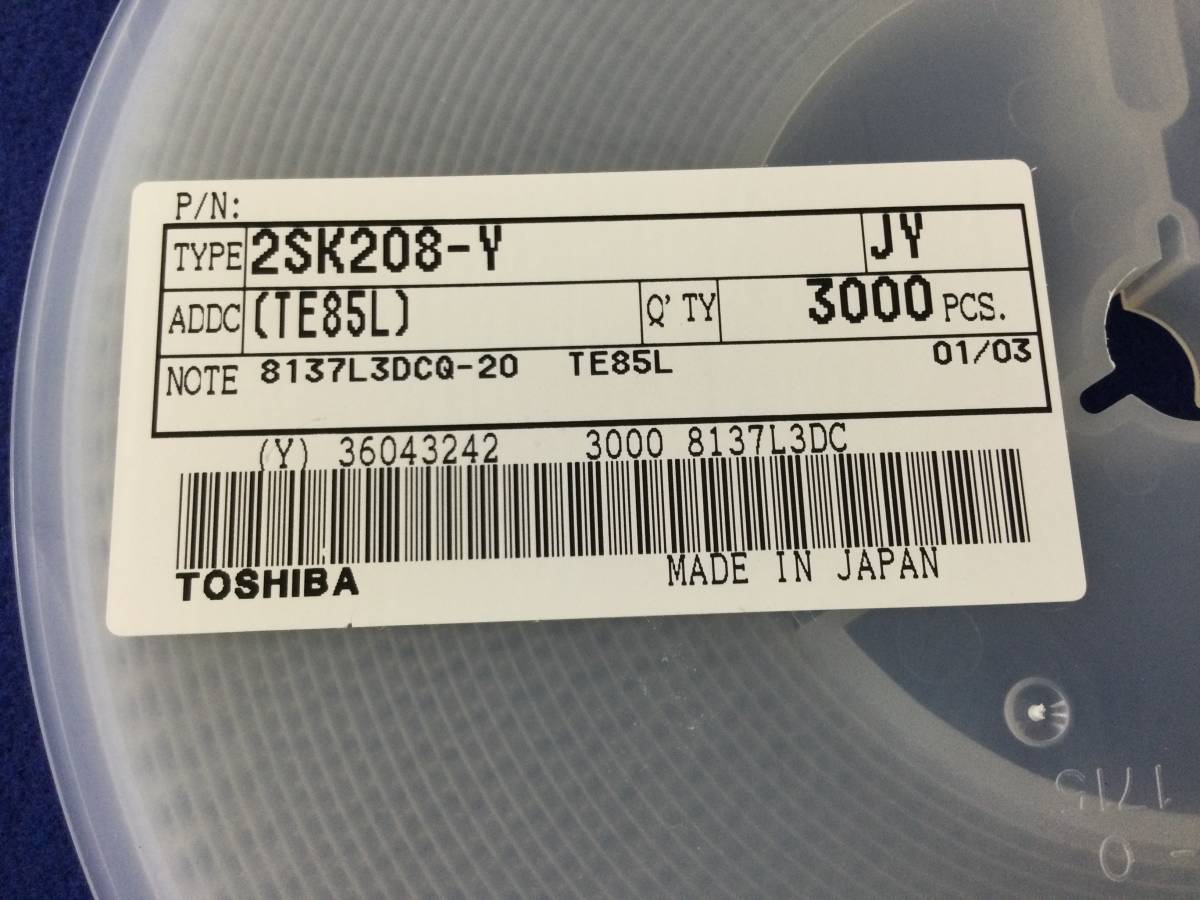 P/N:
TYPE 2SK208-Y JY
ADDC (TE85L) Q'TY 3000 PCS.
NOTE 8137L3DCQ-20 TE85L 01/03
(Y) 36043242 3000 8137L3DC
TOSHIBA MADE IN JAPAN